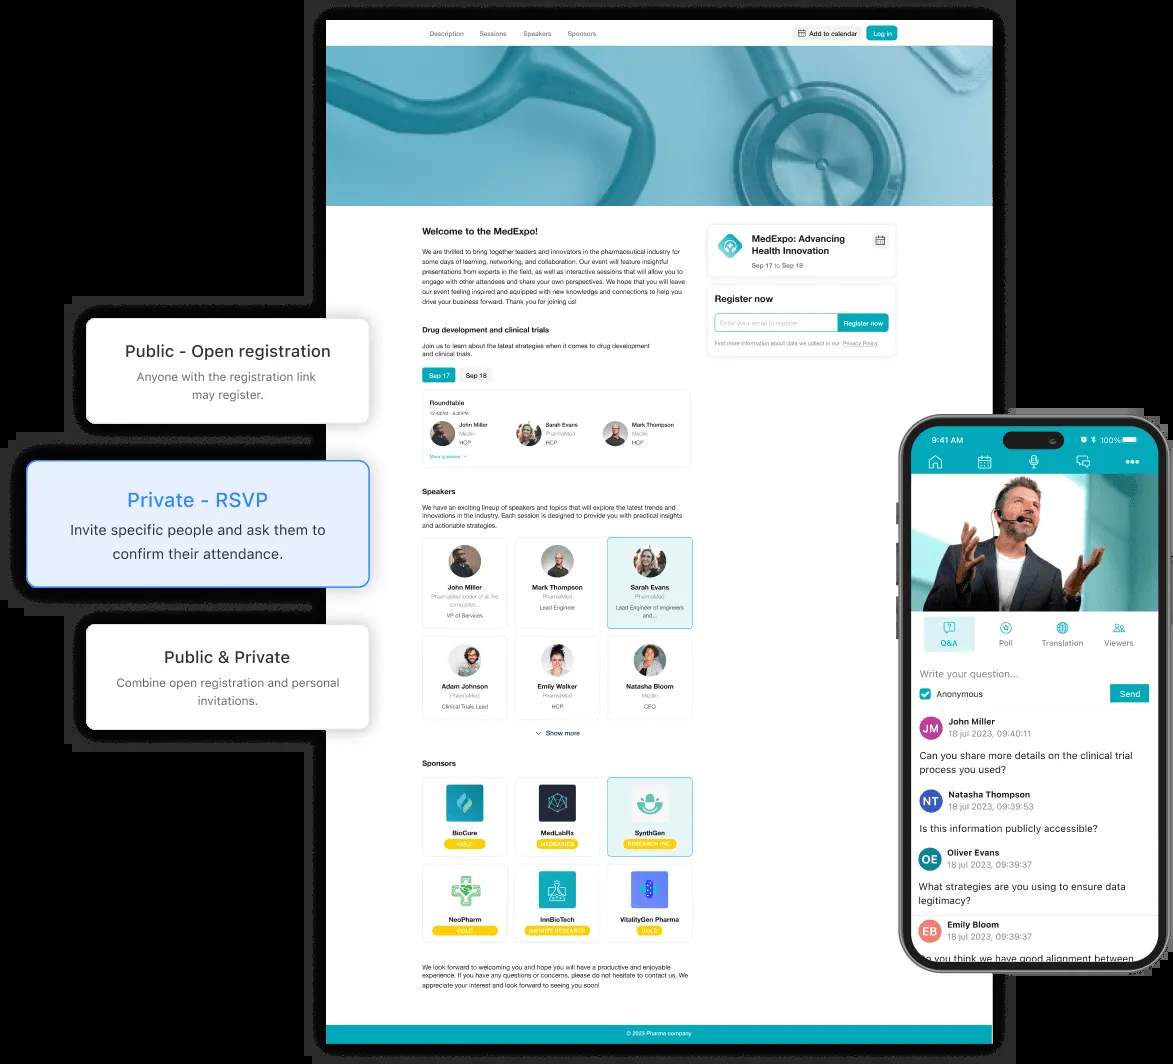 Description Sessions Speakers Sponsors Add to calendar Log in
Welcome to the MedExpo!
We are thrilled to bring together leaders and innovators in the pharmaceutical industry for
some days of learning, networking, and collaboration. Our event will feature insightful
presentations from experts in the field, as well as interactive sessions that will allow you to
engage with other attendees and share your own perspectives. We hope that you will leave
our event feeling inspired and equipped with new knowledge and connections to help you
drive your business forward. Thank you for joining us!
MedExpo: Advancing
Health Innovation
Sep 17 to Sep 18
Register now
Enter your email to register Register now
Find more information about data we collect in our Privacy Policy.
Drug development and clinical trials
Join us to learn about the latest strategies when it comes to drug development
and clinical trials.
Sep 17 Sep 18
Roundtable
12:45PM - 6:30PM
John Miller
Medfin
HCP
Sarah Evans
PharmaMed
HCP
Mark Thompson
Medfin
HCP
More speakers
Speakers
We have an exciting lineup of speakers and topics that will explore the latest trends and
innovations in the industry. Each session is designed to provide you with practical insights
and actionable strategies.
John Miller
PharmaMed leader of all the
companies...
VP of Services
Mark Thompson
PharmaMed
Lead Engineer
Sarah Evans
PharmaMed
Lead Engineer of engineers
and...
Adam Johnson
PharmaMed
Clinical Trials Lead
Emily Walker
PharmaMed
HCP
Natasha Bloom
Medfin
CEO
Show more
Sponsors
BioCure
GOLD
MedLabRx
MEDBASICS
SynthGen
RESEARCH INC.
NeoPharm
GOLD
InnBioTech
INFINITE RESEARCH
VitalityGen Pharma
GOLD
We look forward to welcoming you and hope you will have a productive and enjoyable
experience. If you have any questions or concerns, please do not hesitate to contact us. We
appreciate your interest and look forward to seeing you soon!
© 2023 Pharma company
Public - Open registration
Anyone with the registration link
may register.
Private - RSVP
Invite specific people and ask them to
confirm their attendance.
Public & Private
Combine open registration and personal
invitations.
9:41 AM 100%
Q&A Poll Translation Viewers
Write your question...
Anonymous Send
JM John Miller
18 jul 2023, 09:40:11
Can you share more details on the clinical trial
process you used?
NT Natasha Thompson
18 jul 2023, 09:39:53
Is this information publicly accessible?
OE Oliver Evans
18 jul 2023, 09:39:37
What strategies are you using to ensure data
legitimacy?
EB Emily Bloom
18 jul 2023, 09:39:37
Do you think we have good alignment between